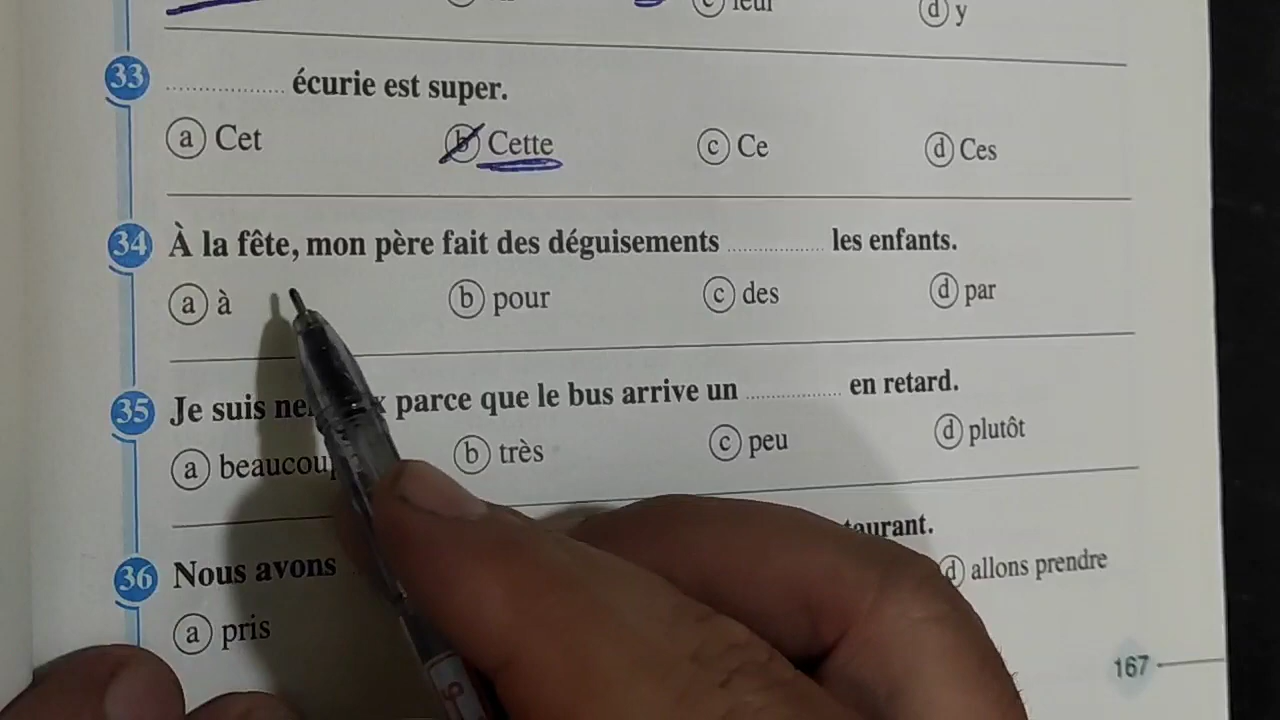 c leur d y
33 .................. écurie est super.
a Cet b Cette c Ce d Ces
34 À la fête, mon père fait des déguisements .................. les enfants.
a à b pour c des d par
35 Je suis parce que le bus arrive un .................. en retard.
a b très c peu d plutôt
36 Nous avons
a pris d allons prendre
167